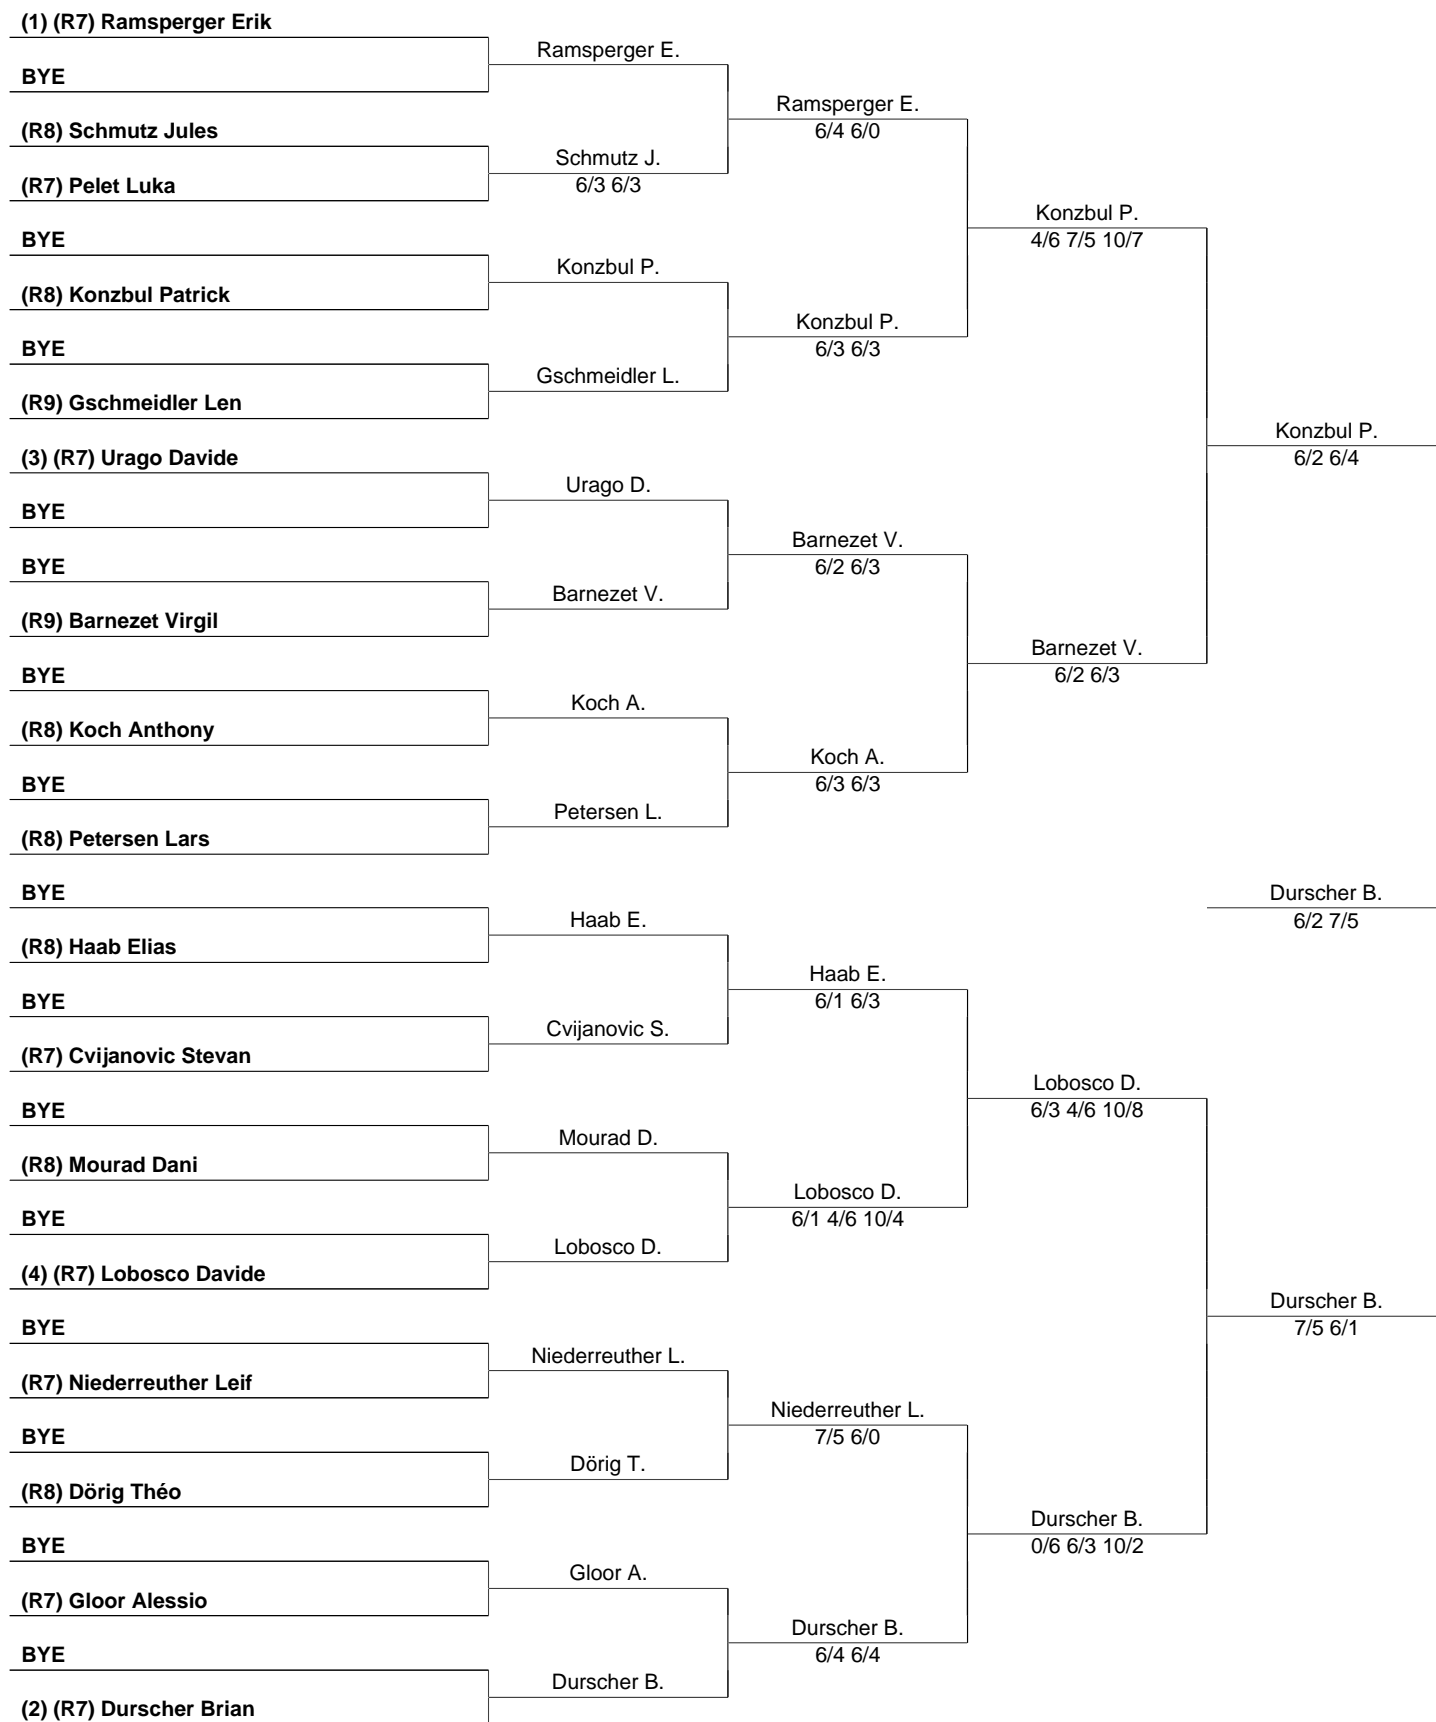 (1) (R7) Ramsperger Erik
BYE
(R8) Schmutz Jules
(R7) Pelet Luka
BYE
(R8) Konzbul Patrick
BYE
(R9) Gschmeidler Len
(3) (R7) Urago Davide
BYE
BYE
(R9) Barnezet Virgil
BYE
(R8) Koch Anthony
BYE
(R8) Petersen Lars
BYE
(R8) Haab Elias
BYE
(R7) Cvijanovic Stevan
BYE
(R8) Mourad Dani
BYE
(4) (R7) Lobosco Davide
BYE
(R7) Niederreuther Leif
BYE
(R8) Dörig Théo
BYE
(R7) Gloor Alessio
BYE
(2) (R7) Durscher Brian
Ramsperger E.
Schmutz J.
6/3 6/3
Konzbul P.
Gschmeidler L.
Urago D.
Barnezet V.
Koch A.
Petersen L.
Haab E.
Cvijanovic S.
Mourad D.
Lobosco D.
Niederreuther L.
Dörig T.
Gloor A.
Durscher B.
Ramsperger E.
6/4 6/0
Konzbul P.
6/3 6/3
Barnezet V.
6/2 6/3
Koch A.
6/3 6/3
Haab E.
6/1 6/3
Lobosco D.
6/1 4/6 10/4
Niederreuther L.
7/5 6/0
Durscher B.
6/4 6/4
Konzbul P.
4/6 7/5 10/7
Barnezet V.
6/2 6/3
Lobosco D.
6/3 4/6 10/8
Durscher B.
0/6 6/3 10/2
Konzbul P.
6/2 6/4
Durscher B.
6/2 7/5
Durscher B.
7/5 6/1